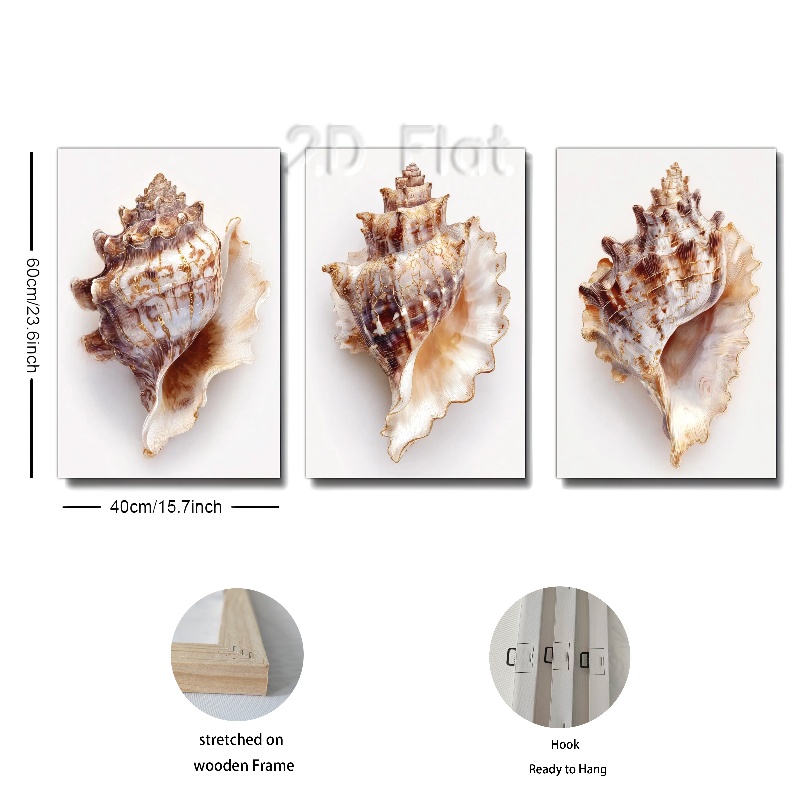 2D Flat
60cm/23.6inch
40cm/15.7inch
stretched on
wooden Frame
Hook
Ready to Hang